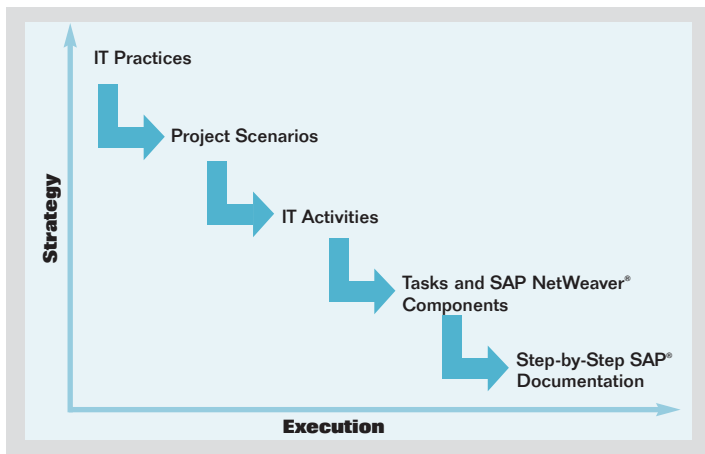 IT Practices
Project Scenarios
IT Activities
Tasks and SAP NetWeaver®
Components
Step-by-Step SAP®
Documentation
Strategy
Execution